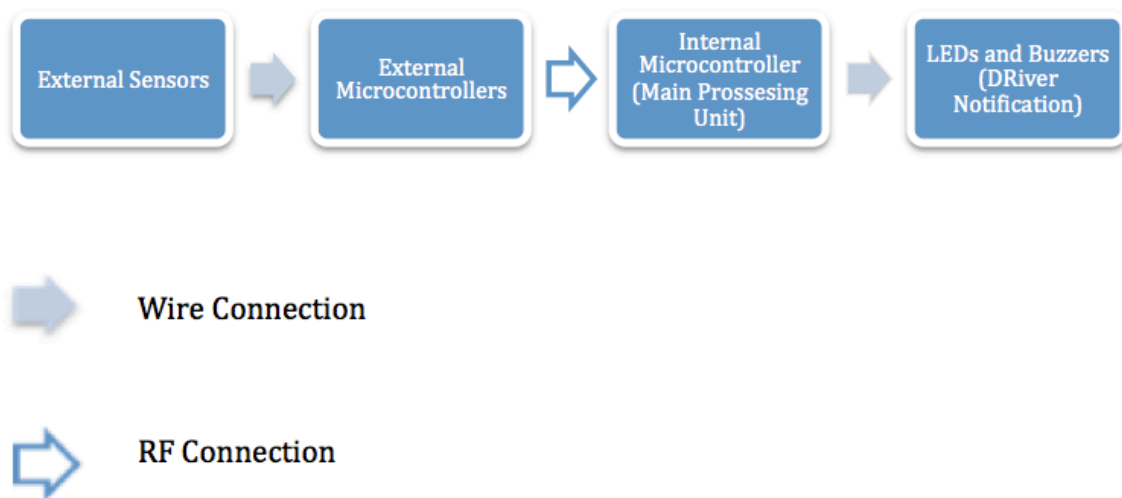 External Sensors
External
Microcontrollers
Internal
Microcontroller
(Main Prossesing
Unit)
LEDs and Buzzers
(DRiver
Notification)
Wire Connection
RF Connection